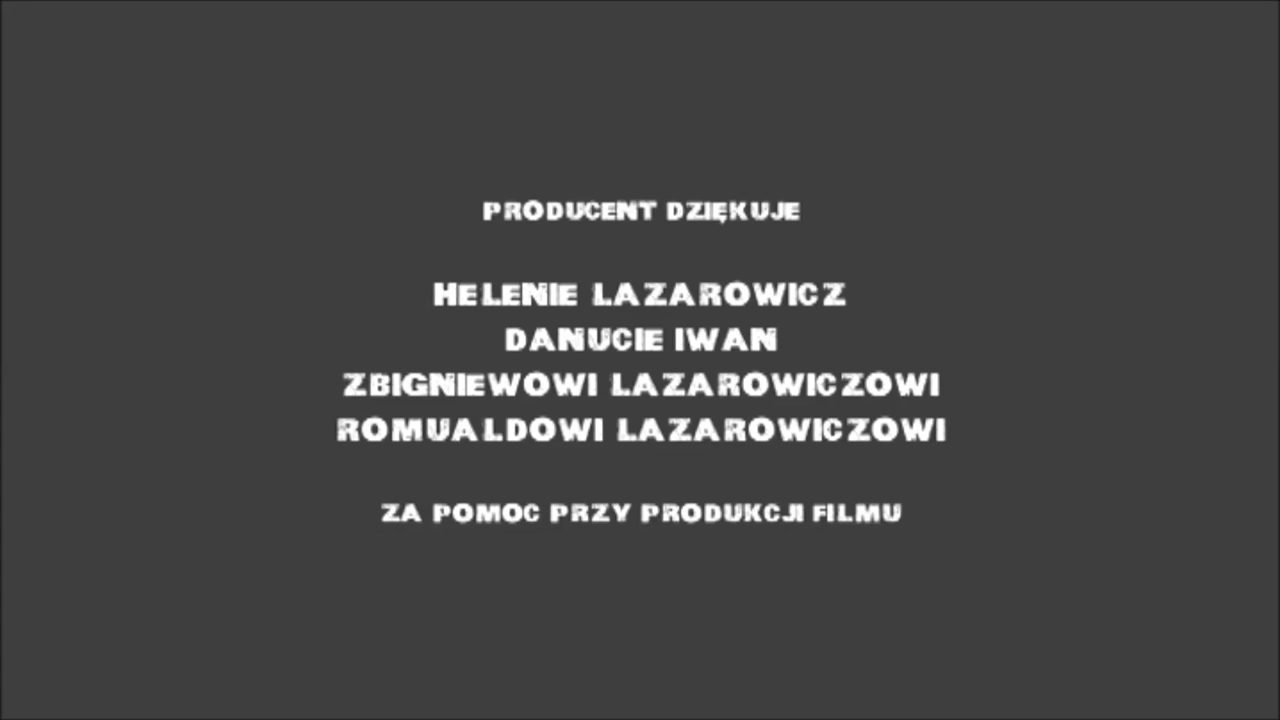 PRODUCENT DZIĘKUJE
HELENIE LAZAROWICZ
DANUCIE IWAN
ZBIGNIEWOWI LAZAROWICZOWI
ROMUALDOWI LAZAROWICZOWI
ZA POMOC PRZY PRODUKCJI FILMU